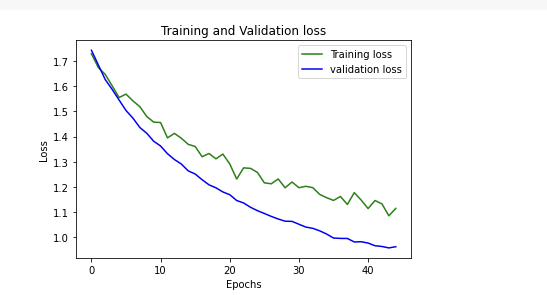 Training and Validation loss
Training loss
validation loss
1.7
1.6
1.5
1.4
1.3
1.2
1.1
1.0
Loss
0 10 20 30 40
Epochs